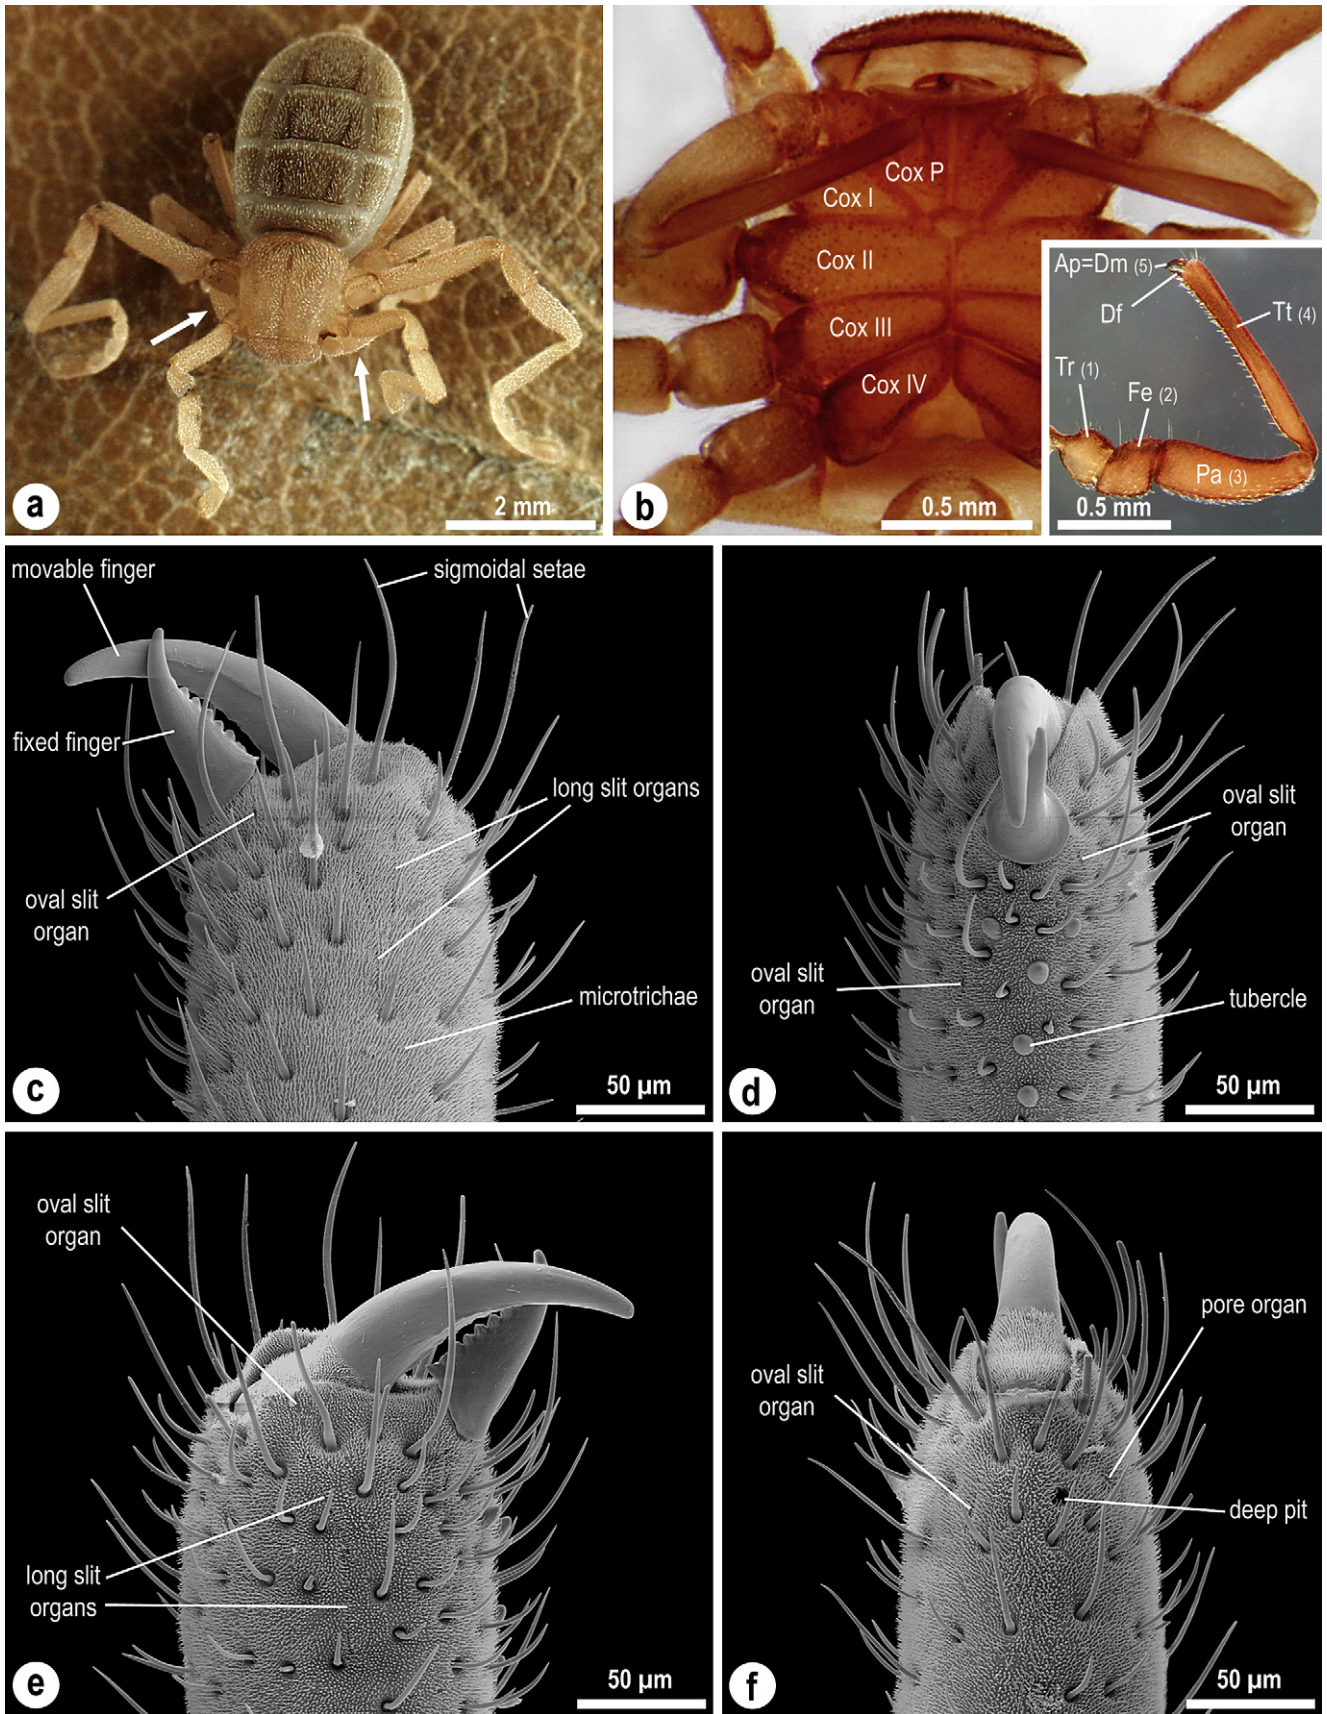 a
2 mm
Cox P
Cox I
Cox II
Cox III
Cox IV
b
0.5 mm
Ap=Dm (5)
Df
Tt (4)
Tr (1)
Fe (2)
Pa (3)
0.5 mm
movable finger
sigmoidal setae
fixed finger
long slit organs
oval slit
organ
microtrichae
c
50 µm
oval slit
organ
oval slit
organ
tubercle
d
50 µm
oval slit
organ
long slit
organs
e
50 µm
pore organ
oval slit
organ
deep pit
f
50 µm